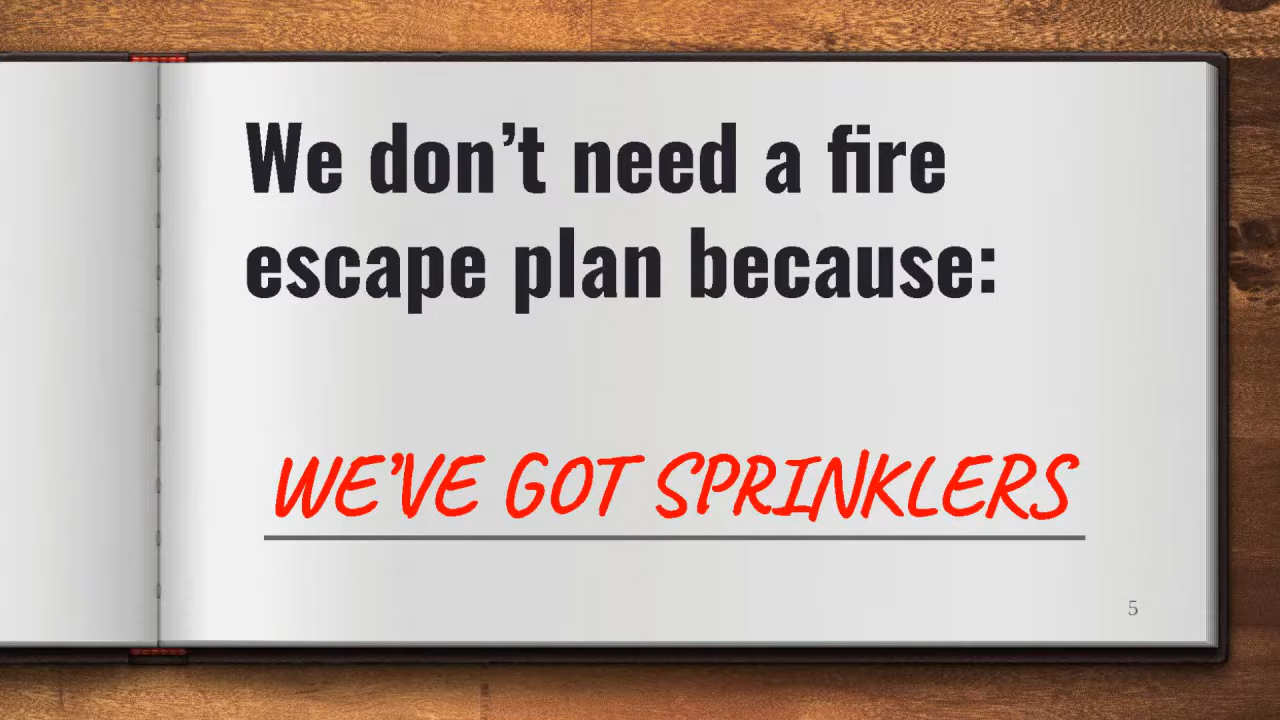 We don’t need a fire
escape plan because:
WE’VE GOT SPRINKLERS
5